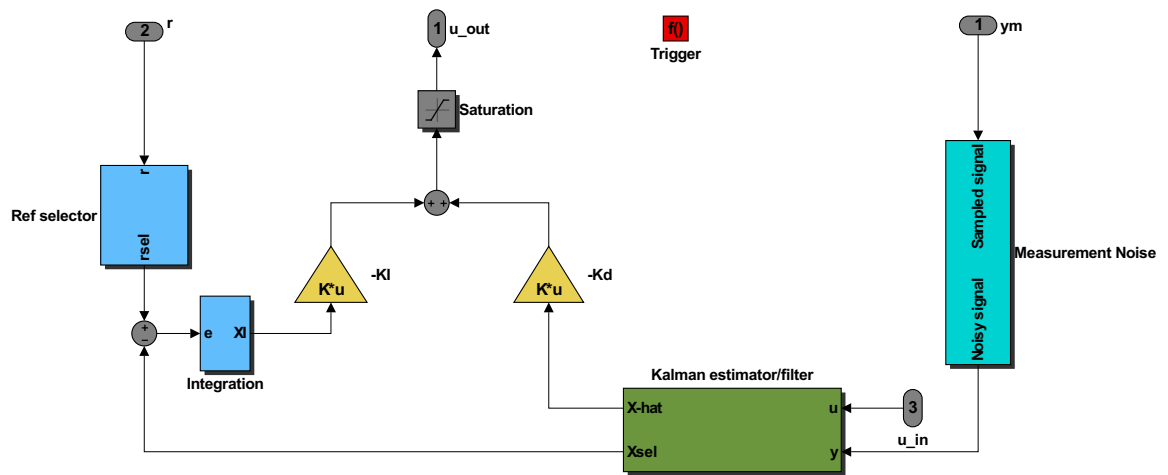 2
r
1
u_out
f()
Trigger
1
ym
Saturation
r
Ref selector
rsel
+ +
Sampled signal
Measurement Noise
Noisy signal
K*u
-KI
K*u
-Kd
+
−
e
XI
Integration
Kalman estimator/filter
X-hat
u
3
u_in
Xsel
y